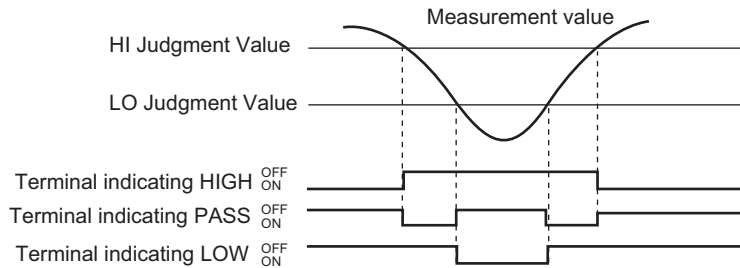 Measurement value
HI Judgment Value
LO Judgment Value
Terminal indicating HIGH OFF
ON
Terminal indicating PASS OFF
ON
Terminal indicating LOW OFF
ON